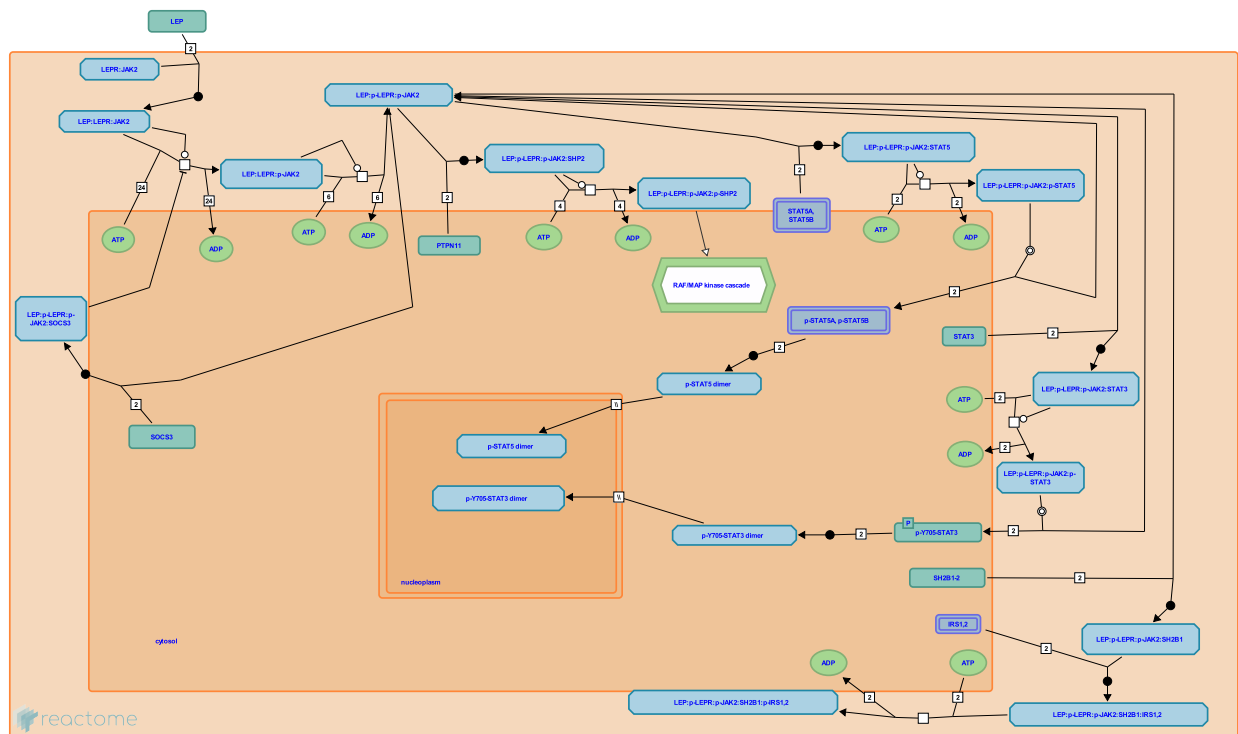 LEP
2
LEPR:JAK2
LEP:LEPR:JAK2
LEP:p-LEPR:p-JAK2
24
24
ATP
ADP
LEP:LEPR:p-JAK2
6
6
ATP
ADP
2
PTPN11
LEP:p-LEPR:p-JAK2:SHP2
4
4
ATP
ADP
LEP:p-LEPR:p-JAK2:p-SHP2
RAF/MAP kinase cascade
2
STAT5A,
STAT5B
LEP:p-LEPR:p-JAK2:STAT5
2
2
ATP
ADP
LEP:p-LEPR:p-JAK2:p-STAT5
2
p-STAT5A, p-STAT5B
2
p-STAT5 dimer
\\
p-STAT5 dimer
LEP:p-LEPR:p-
JAK2:SOCS3
2
SOCS3
STAT3
2
LEP:p-LEPR:p-JAK2:STAT3
ATP
2
ADP
2
LEP:p-LEPR:p-JAK2:p-
STAT3
P
p-Y705-STAT3
2
2
p-Y705-STAT3 dimer
\\
p-Y705-STAT3 dimer
nucleoplasm
SH2B1-2
2
IRS1,2
2
LEP:p-LEPR:p-JAK2:SH2B1
cytosol
ADP
ATP
2
2
LEP:p-LEPR:p-JAK2:SH2B1:p-IRS1,2
LEP:p-LEPR:p-JAK2:SH2B1:IRS1,2
reactome